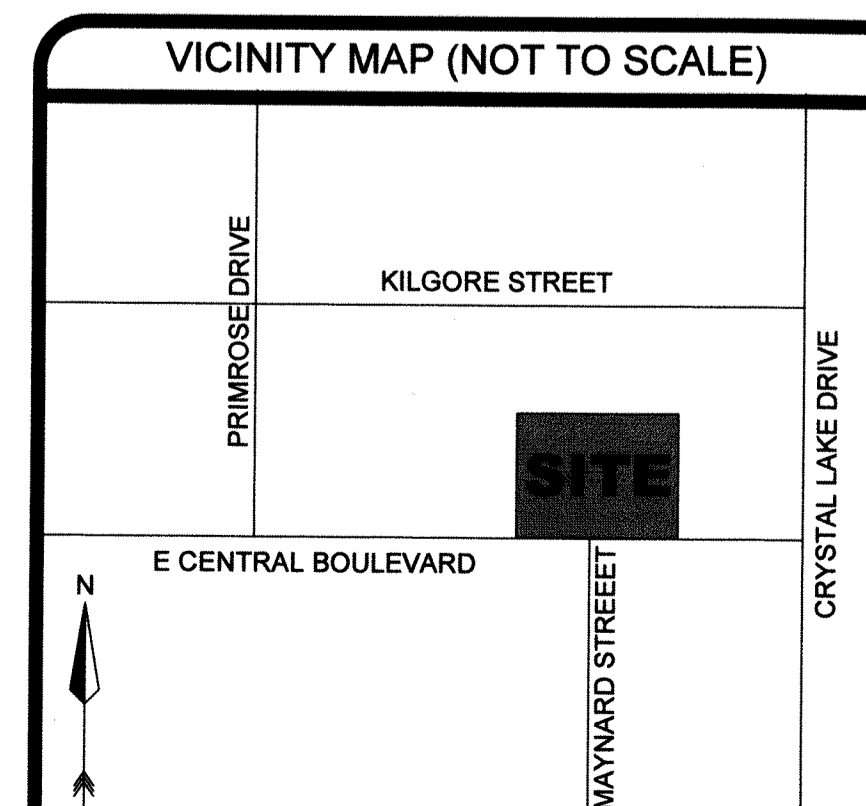 VICINITY MAP (NOT TO SCALE)
PRIMROSE DRIVE
KILGORE STREET
CRYSTAL LAKE DRIVE
SITE
E CENTRAL BOULEVARD
N
MAYNARD STREEET